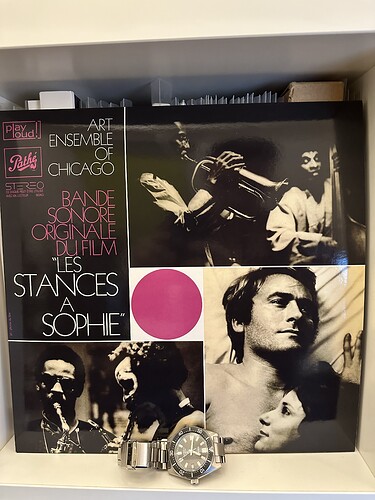 play
loud!
Pathé
STEREO
ART
ENSEMBLE
OF
CHICAGO
BANDE
SONORE
ORIGINALE
DU FILM
"LES
STANCES
A
SOPHIE"